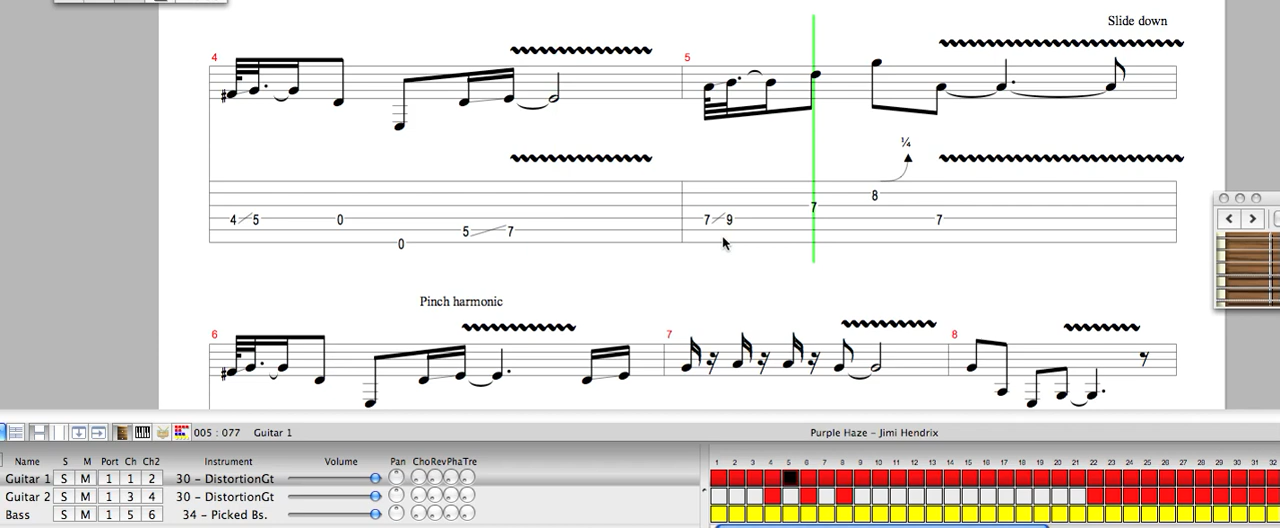 Slide down
4 5
¼
4 5 0 0 5 7 7 9 7 8 7
Pinch harmonic
6 7 8
005 : 077 Guitar 1 Purple Haze – Jimi Hendrix
Name S M Port Ch Ch2 Instrument Volume Pan Cho Rev Pha Tre 1 2 3 4 5 6 7 8 9 10 11 12 13 14 15 16 17 18 19 20 21 22 23 24 25 26 27 28 29 30 31 32
Guitar 1 S M 1 1 2 30 – DistortionGt
Guitar 2 S M 1 3 4 30 – DistortionGt
Bass S M 1 5 6 34 – Picked Bs.